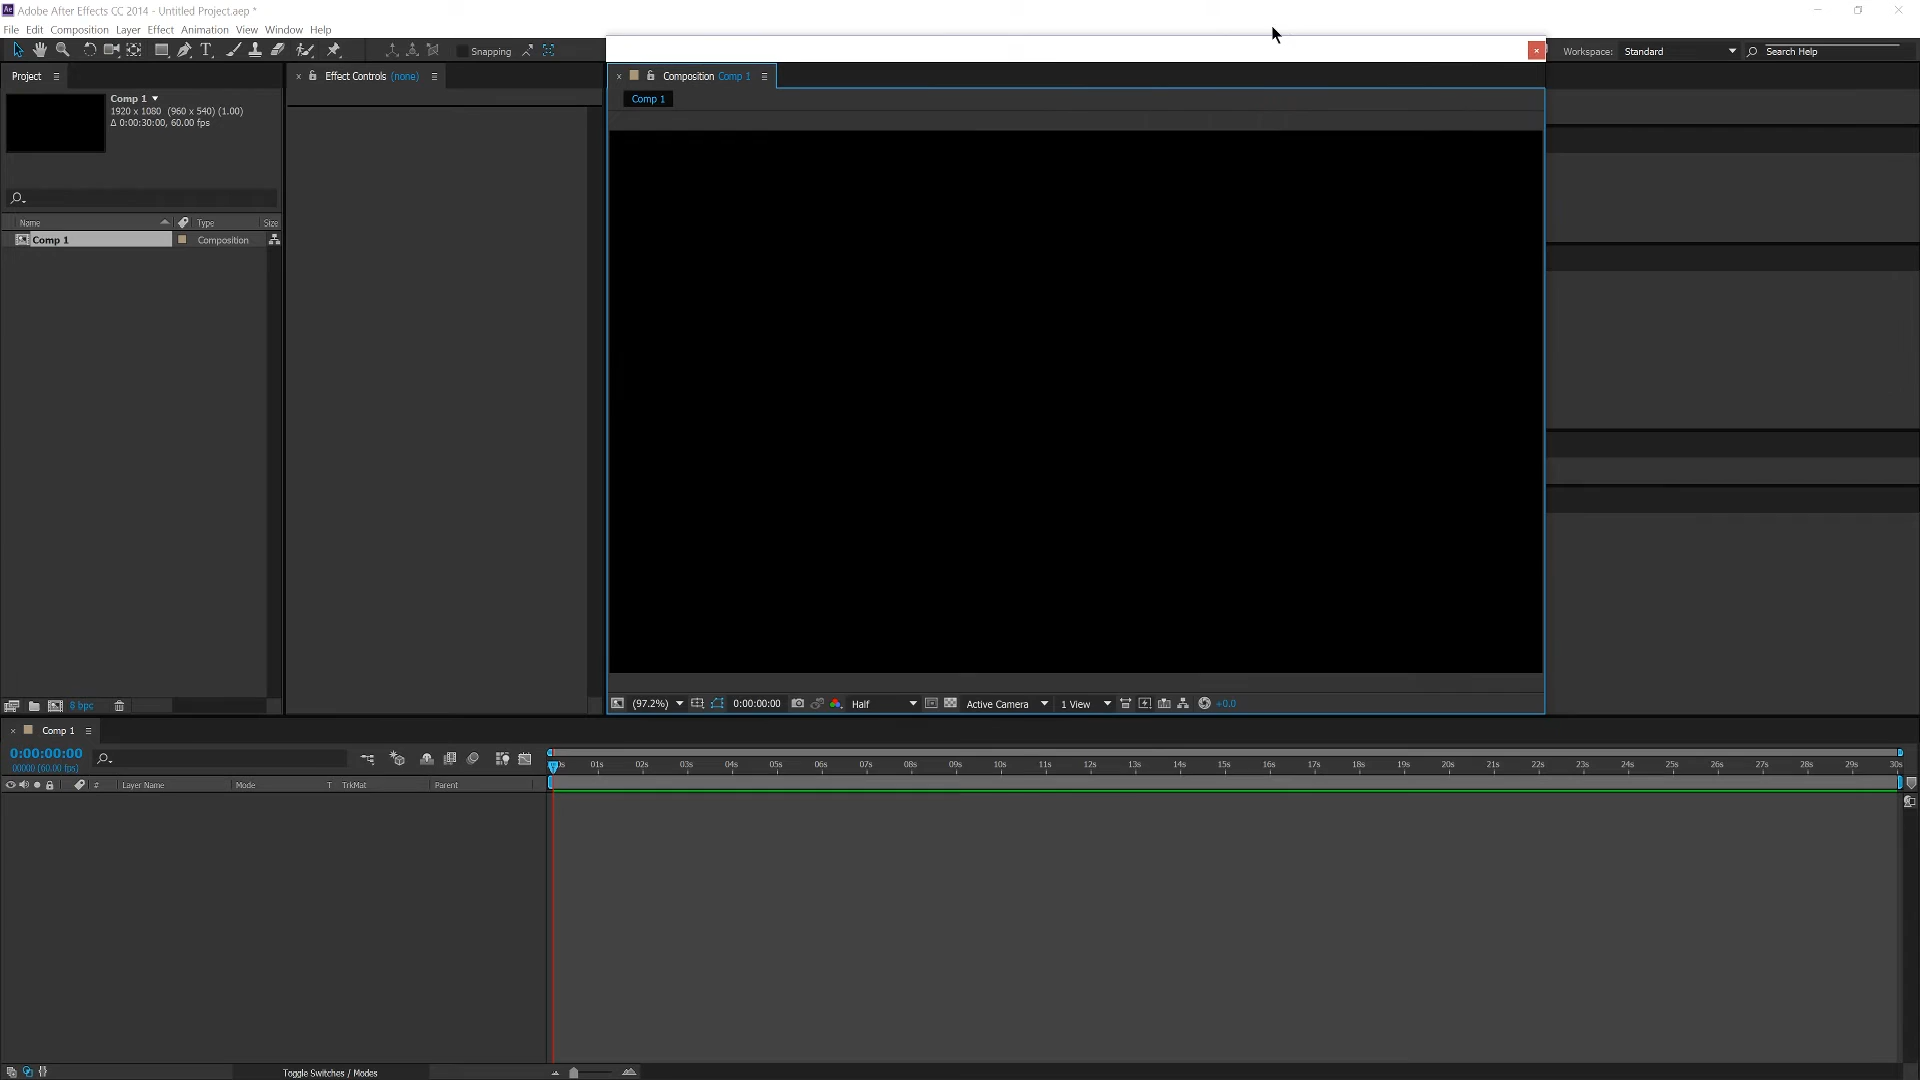 Adobe After Effects CC 2014 - Untitled Project.aep *
File Edit Composition Layer Effect Animation View Window Help
Snapping
Workspace: Standard
Search Help
Project
Effect Controls (none)
Composition Comp 1
Comp 1
Comp 1
1920 x 1080 (960 x 540) (1.00)
Δ 0:00:30:00, 60.00 fps
Name Type Size
Comp 1 Composition
8 bpc
(97.2%) 0:00:00:00 Half Active Camera 1 View +0.0
Comp 1
0:00:00:00
00000 (60.00 fps)
01s 02s 03s 04s 05s 06s 07s 08s 09s 10s 11s 12s 13s 14s 15s 16s 17s 18s 19s 20s 21s 22s 23s 24s 25s 26s 27s 28s 29s 30s
# Layer Name Mode T TrkMat Parent
Toggle Switches / Modes